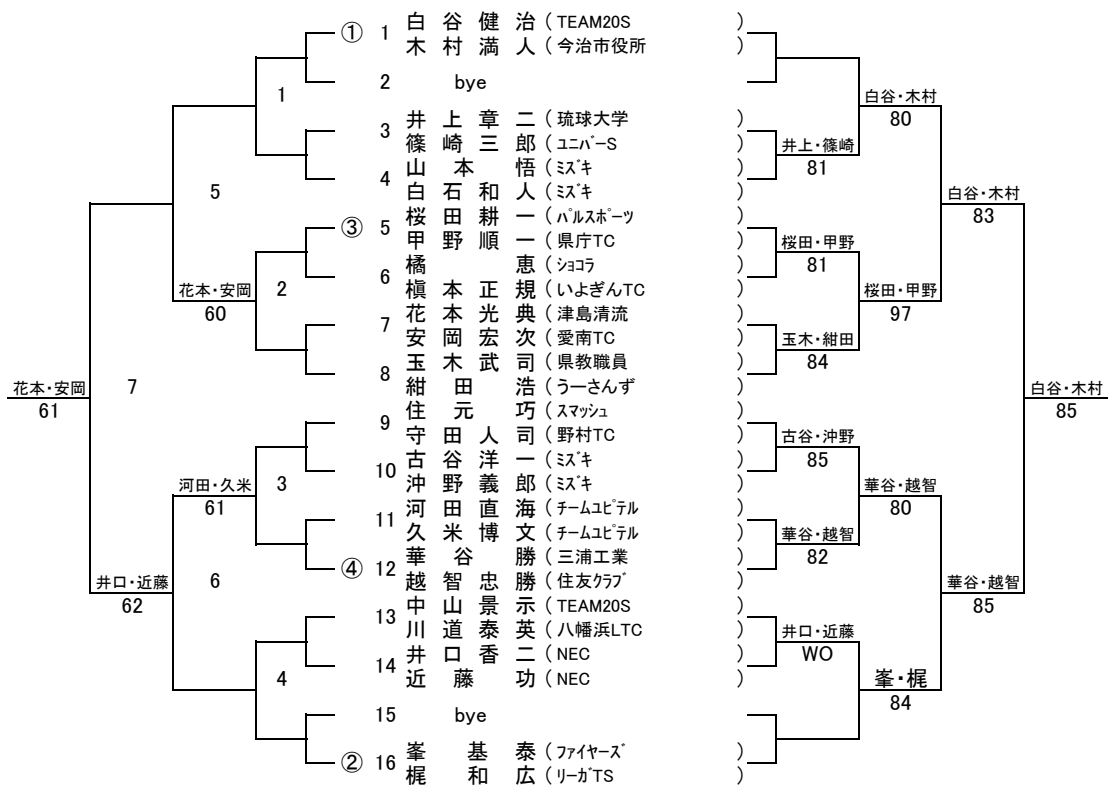 ① 1 白谷健治 ( TEAM20S )
木村満人 ( 今治市役所 )
2 bye
3 井上章二 ( 琉球大学 )
篠崎三郎 ( ﾕﾆﾊﾞｰS )
4 山本悟 ( ﾐｽﾞｷ )
白石和人 ( ﾐｽﾞｷ )
③ 5 桜田耕一 ( ﾊﾟﾙｽﾎﾟｰﾂ )
甲野順一 ( 県庁TC )
6 橘恵 ( ｼｮｺﾗ )
槇本正規 ( いよぎんTC )
7 花本光典 ( 津島清流 )
安岡宏次 ( 愛南TC )
8 玉木武司 ( 県教職員 )
紺田浩 ( うーさんず )
9 住元巧 ( ｽﾏｯｼｭ )
守田人司 ( 野村TC )
10 古谷洋一 ( ﾐｽﾞｷ )
沖野義郎 ( ﾐｽﾞｷ )
11 河田直海 ( ﾁｰﾑﾕﾋﾟﾃﾙ )
久米博文 ( ﾁｰﾑﾕﾋﾟﾃﾙ )
④ 12 華谷勝 ( 三浦工業 )
越智忠勝 ( 住友ｸﾗﾌﾞ )
13 中山景示 ( TEAM20S )
川道泰英 ( 八幡浜LTC )
14 井口香二 ( NEC )
近藤功 ( NEC )
15 bye
② 16 峯基泰 ( ﾌｧｲﾔｰｽﾞ )
梶和広 ( ﾘｰｶﾞTS )
1
5
2
花本・安岡
60
7
花本・安岡
61
河田・久米
61
3
6
井口・近藤
62
4
井上・篠崎
81
桜田・甲野
81
玉木・紺田
84
古谷・沖野
85
華谷・越智
82
井口・近藤
WO
白谷・木村
80
桜田・甲野
97
華谷・越智
80
峯・梶
84
白谷・木村
83
華谷・越智
85
白谷・木村
85